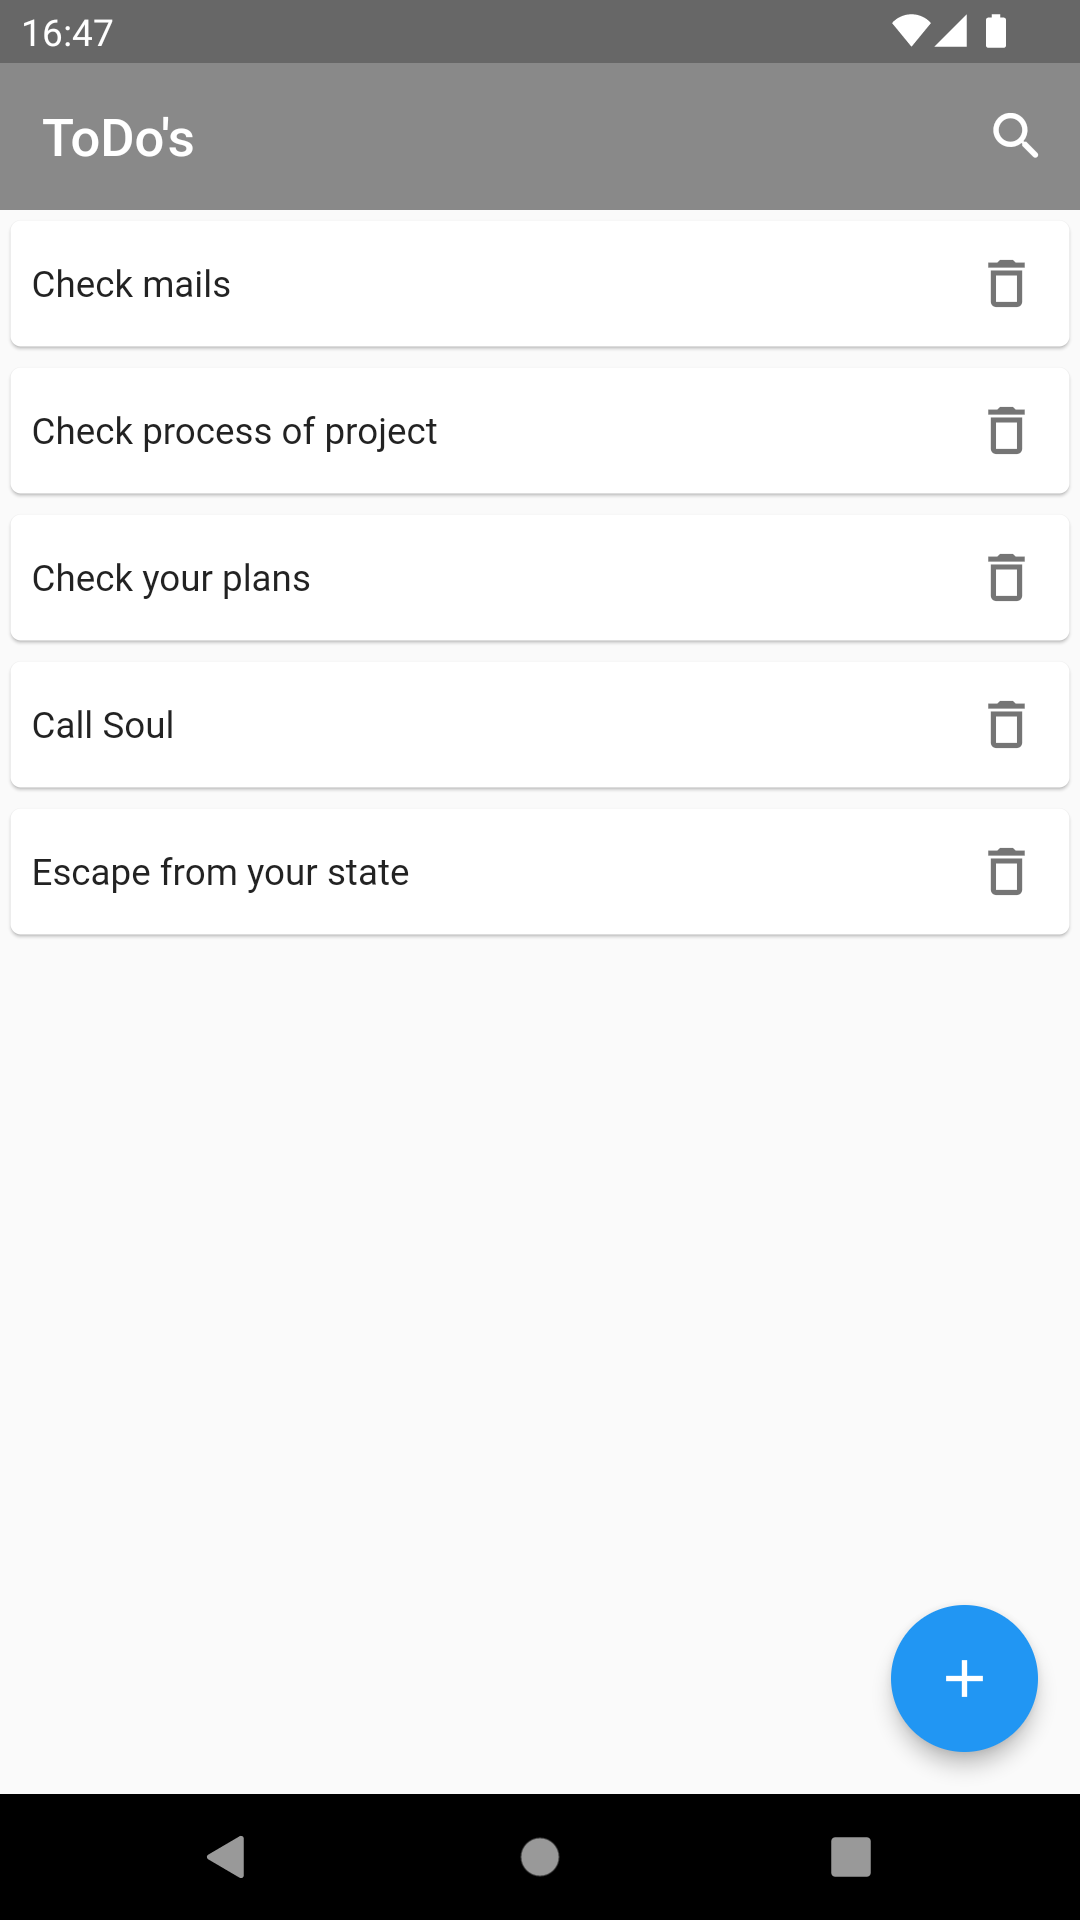 16:47
ToDo's
Check mails
Check process of project
Check your plans
Call Soul
Escape from your state